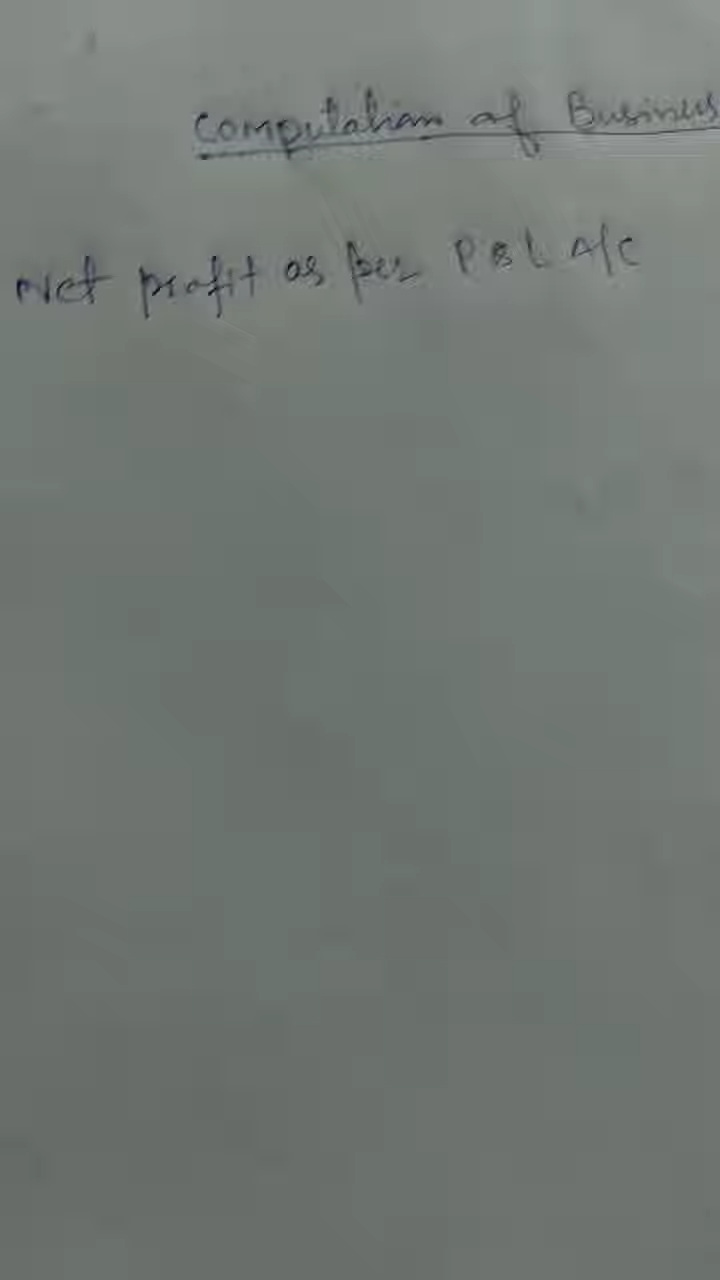 Computation of Business
Net profit as per P & L A/C